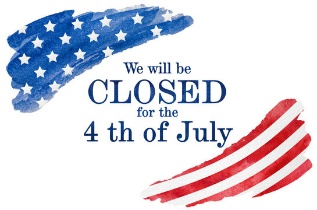 We will be
CLOSED
for the
4 th of July